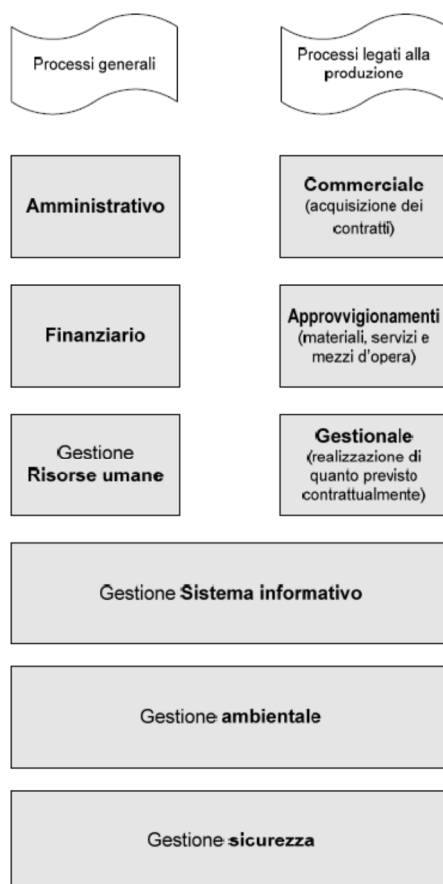 Processi generali
Processi legati alla
produzione
Amministrativo
Commerciale
(acquisizione dei
contratti)
Finanziario
Approvvigionamenti
(materiali, servizi e
mezzi d'opera)
Gestione
Risorse umane
Gestionale
(realizzazione di
quanto previsto
contrattualmente)
Gestione Sistema informativo
Gestione ambientale
Gestione sicurezza